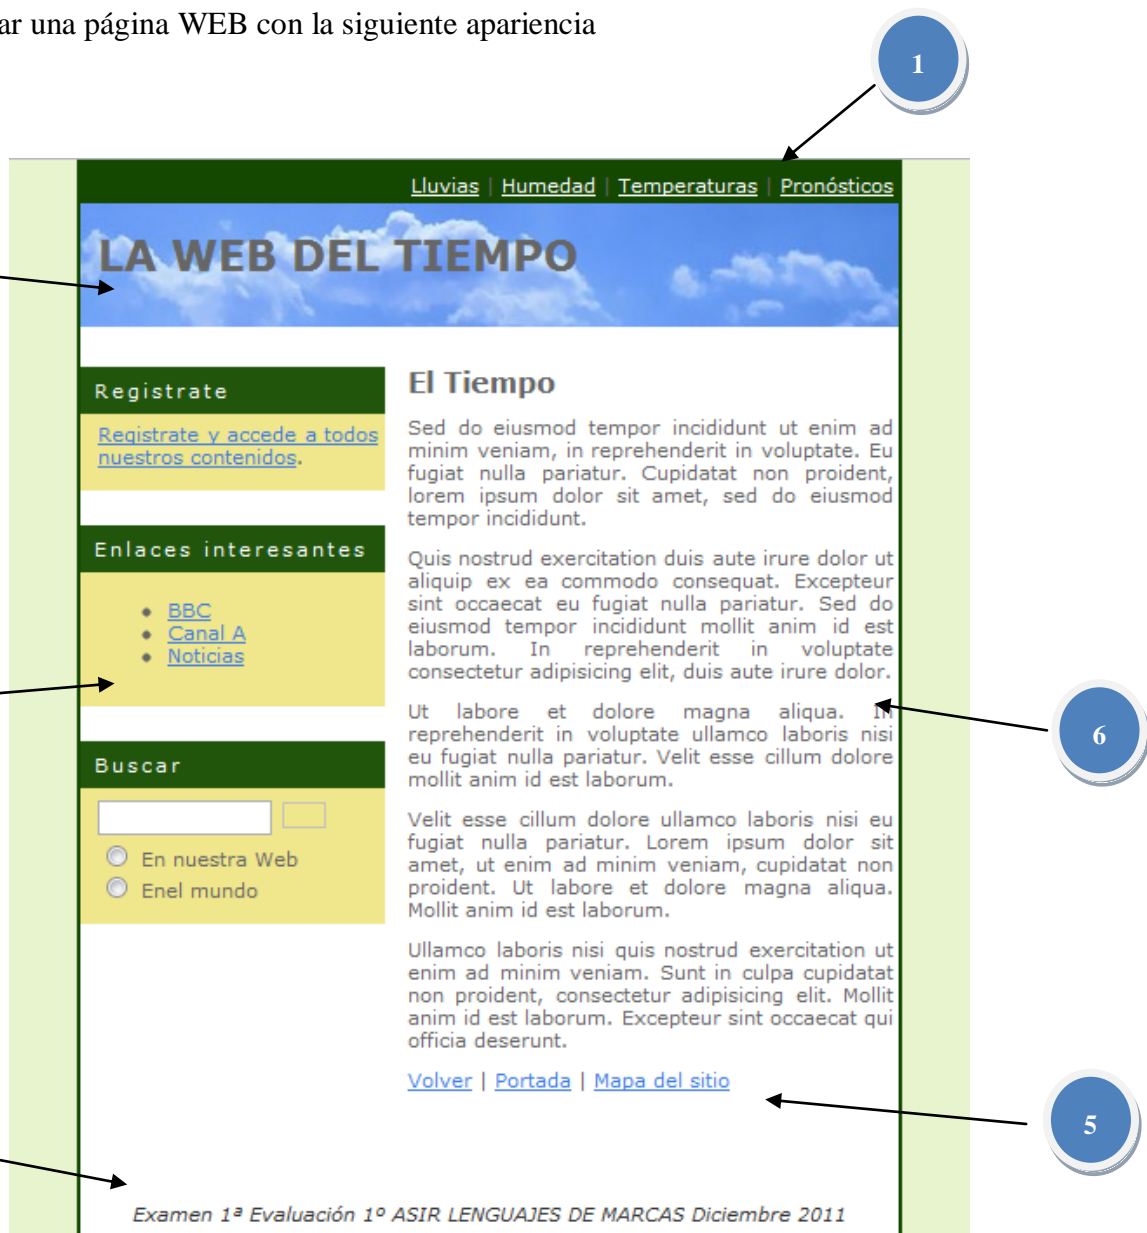 ar una página WEB con la siguiente apariencia
1
Lluvias | Humedad | Temperaturas | Pronósticos
LA WEB DEL TIEMPO
Registrate
Registrate y accede a todos
nuestros contenidos.
Enlaces interesantes
BBC
Canal A
Noticias
Buscar
En nuestra Web
Enel mundo
El Tiempo
Sed do eiusmod tempor incididunt ut enim ad
minim veniam, in reprehenderit in voluptate. Eu
fugiat nulla pariatur. Cupidatat non proident,
lorem ipsum dolor sit amet, sed do eiusmod
tempor incididunt.
Quis nostrud exercitation duis aute irure dolor ut
aliquip ex ea commodo consequat. Excepteur
sint occaecat eu fugiat nulla pariatur. Sed do
eiusmod tempor incididunt mollit anim id est
laborum. In reprehenderit in voluptate
consectetur adipisicing elit, duis aute irure dolor.
Ut labore et dolore magna aliqua. In
reprehenderit in voluptate ullamco laboris nisi
eu fugiat nulla pariatur. Velit esse cillum dolore
mollit anim id est laborum.
Velit esse cillum dolore ullamco laboris nisi eu
fugiat nulla pariatur. Lorem ipsum dolor sit
amet, ut enim ad minim veniam, cupidatat non
proident. Ut labore et dolore magna aliqua.
Mollit anim id est laborum.
Ullamco laboris nisi quis nostrud exercitation ut
enim ad minim veniam. Sunt in culpa cupidatat
non proident, consectetur adipisicing elit. Mollit
anim id est laborum. Excepteur sint occaecat qui
officia deserunt.
Volver | Portada | Mapa del sitio
6
5
Examen 1ª Evaluación 1º ASIR LENGUAJES DE MARCAS Diciembre 2011